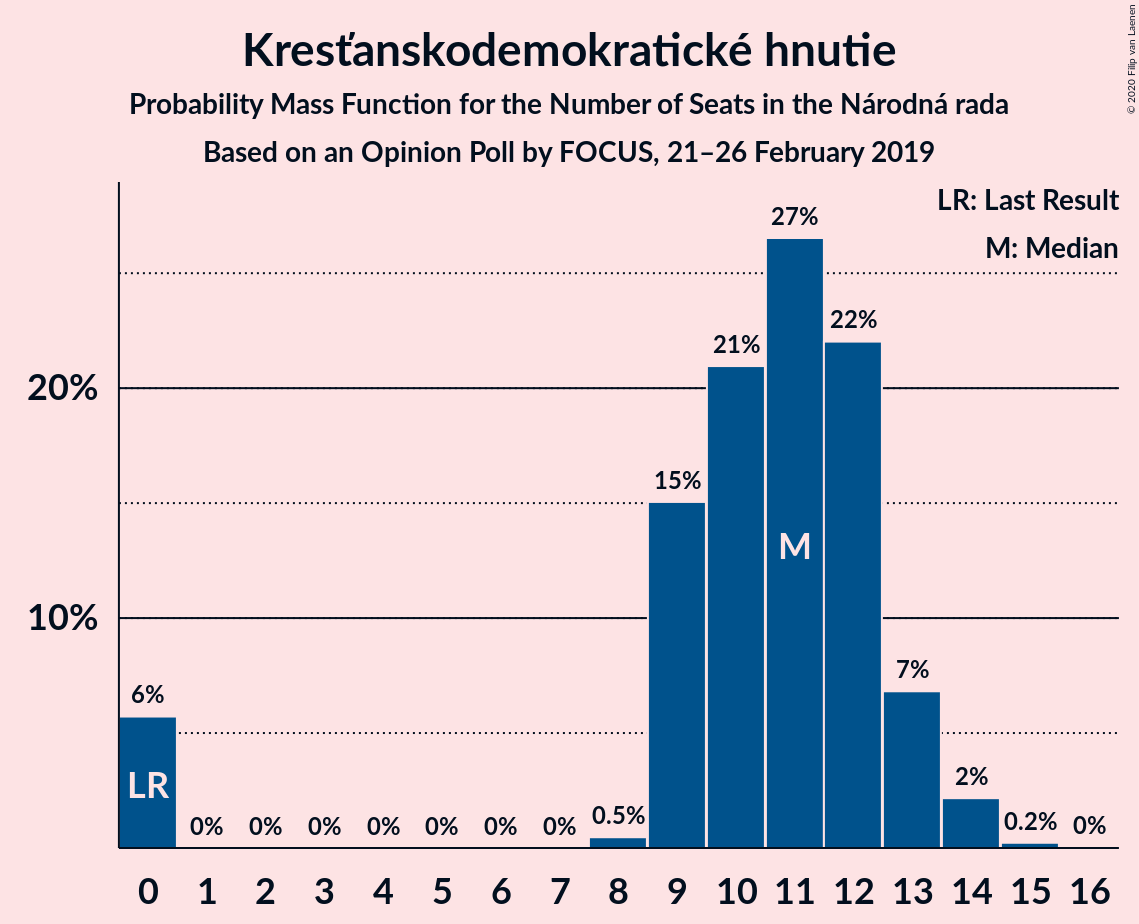 Kresťanskodemokratické hnutie
Probability Mass Function for the Number of Seats in the Národná rada
Based on an Opinion Poll by FOCUS, 21–26 February 2019
© 2020 Filip van Laenen
LR: Last Result
M: Median
27%
22%
21%
20%
15%
M
10%
7%
6%
LR
2%
0% 0% 0% 0% 0% 0% 0% 0.5% 0.2% 0%
0 1 2 3 4 5 6 7 8 9 10 11 12 13 14 15 16